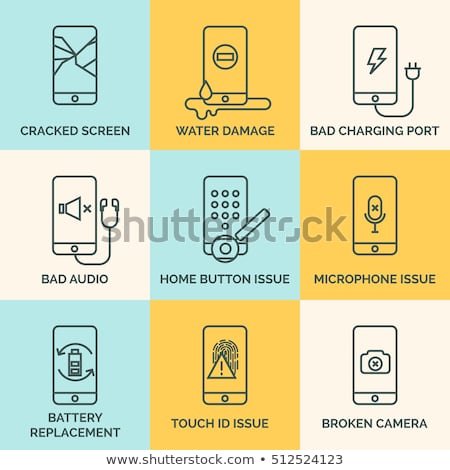 CRACKED SCREEN
WATER DAMAGE
BAD CHARGING PORT
BAD AUDIO
HOME BUTTON ISSUE
MICROPHONE ISSUE
shutterstock
BATTERY
REPLACEMENT
TOUCH ID ISSUE
BROKEN CAMERA
www.shutterstock.com • 512524123